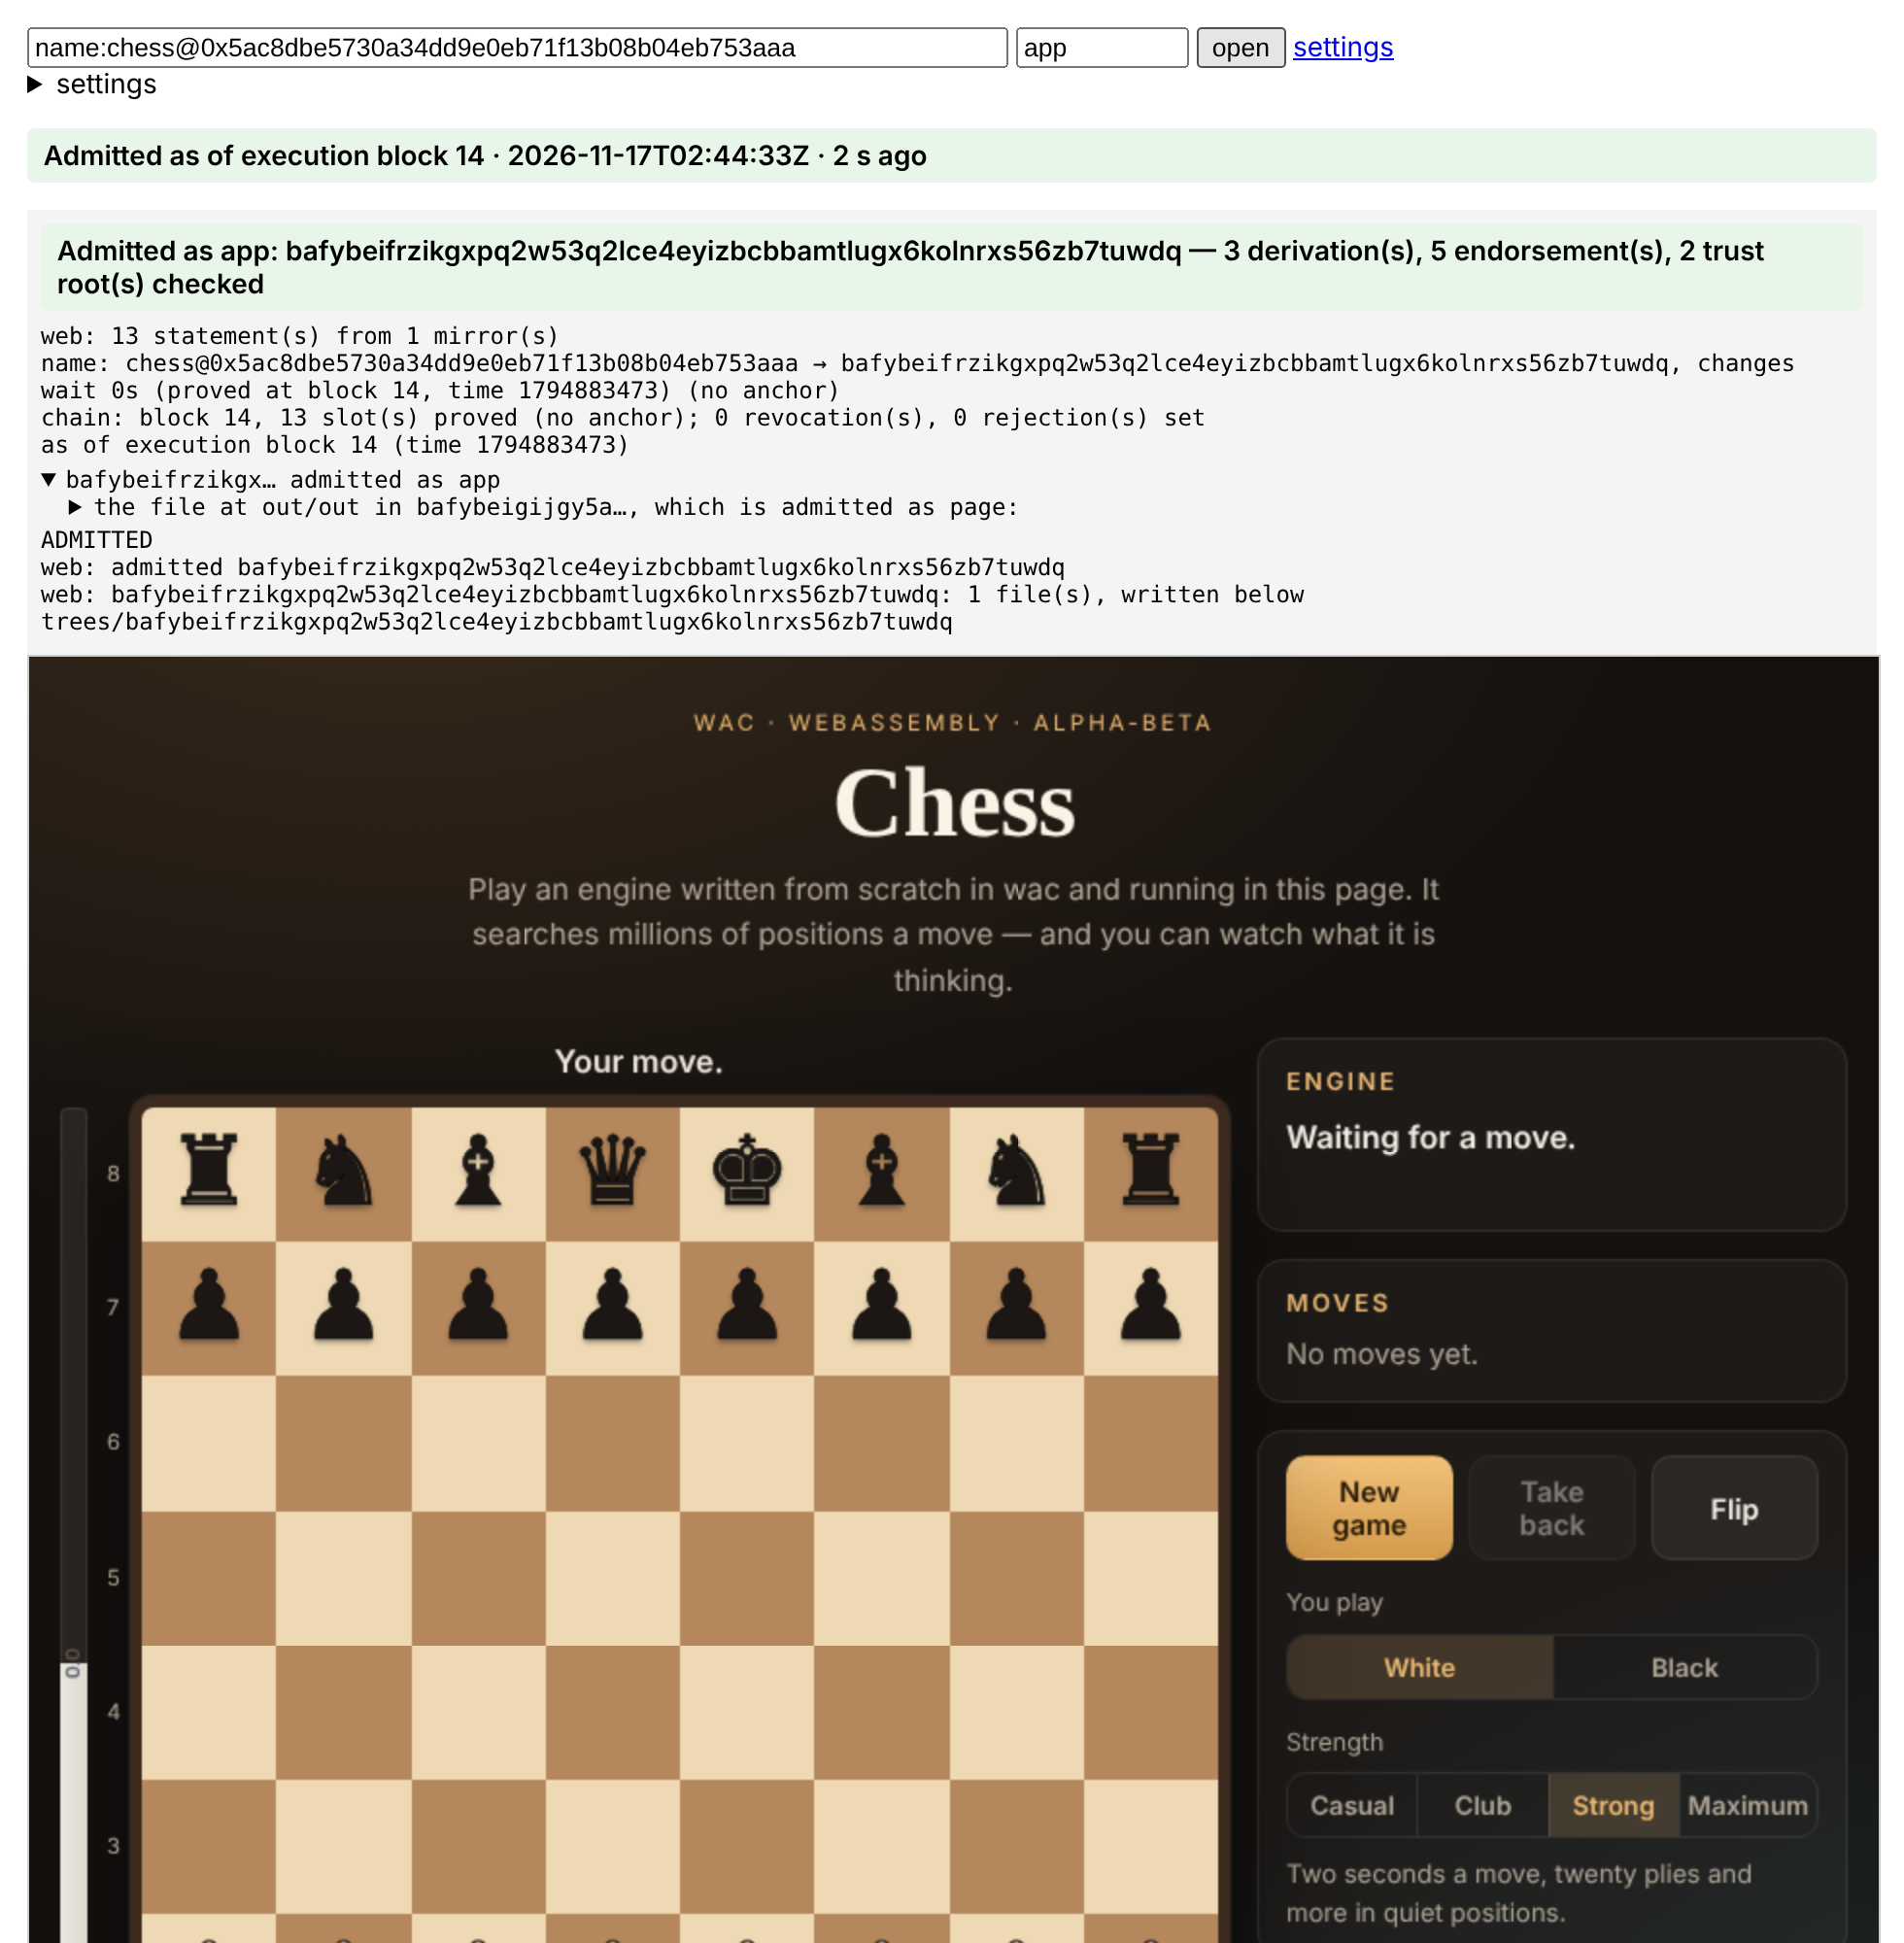 name:chess@0x5ac8dbe5730a34dd9e0eb71f13b08b04eb753aaa app open settings
settings
Admitted as of execution block 14 · 2026-11-17T02:44:33Z · 2 s ago
Admitted as app: bafybeifrzikgxpq2w53q2lce4eyizbcbbamtlugx6kolnrxs56zb7tuwdq — 3 derivation(s), 5 endorsement(s), 2 trust
root(s) checked
web: 13 statement(s) from 1 mirror(s)
name: chess@0x5ac8dbe5730a34dd9e0eb71f13b08b04eb753aaa → bafybeifrzikgxpq2w53q2lce4eyizbcbbamtlugx6kolnrxs56zb7tuwdq, changes
wait 0s (proved at block 14, time 1794883473) (no anchor)
chain: block 14, 13 slot(s) proved (no anchor); 0 revocation(s), 0 rejection(s) set
as of execution block 14 (time 1794883473)
bafybeifrzikgx… admitted as app
the file at out/out in bafybeigijgy5a…, which is admitted as page:
ADMITTED
web: admitted bafybeifrzikgxpq2w53q2lce4eyizbcbbamtlugx6kolnrxs56zb7tuwdq
web: bafybeifrzikgxpq2w53q2lce4eyizbcbbamtlugx6kolnrxs56zb7tuwdq: 1 file(s), written below
trees/bafybeifrzikgxpq2w53q2lce4eyizbcbbamtlugx6kolnrxs56zb7tuwdq
WAC · WEBASSEMBLY · ALPHA-BETA
Chess
Play an engine written from scratch in wac and running in this page. It
searches millions of positions a move — and you can watch what it is
thinking.
Your move.
8
7
6
5
4
3
0.0
ENGINE
Waiting for a move.
MOVES
No moves yet.
New
game
Take
back
Flip
You play
White Black
Strength
Casual Club Strong Maximum
Two seconds a move, twenty plies and
more in quiet positions.